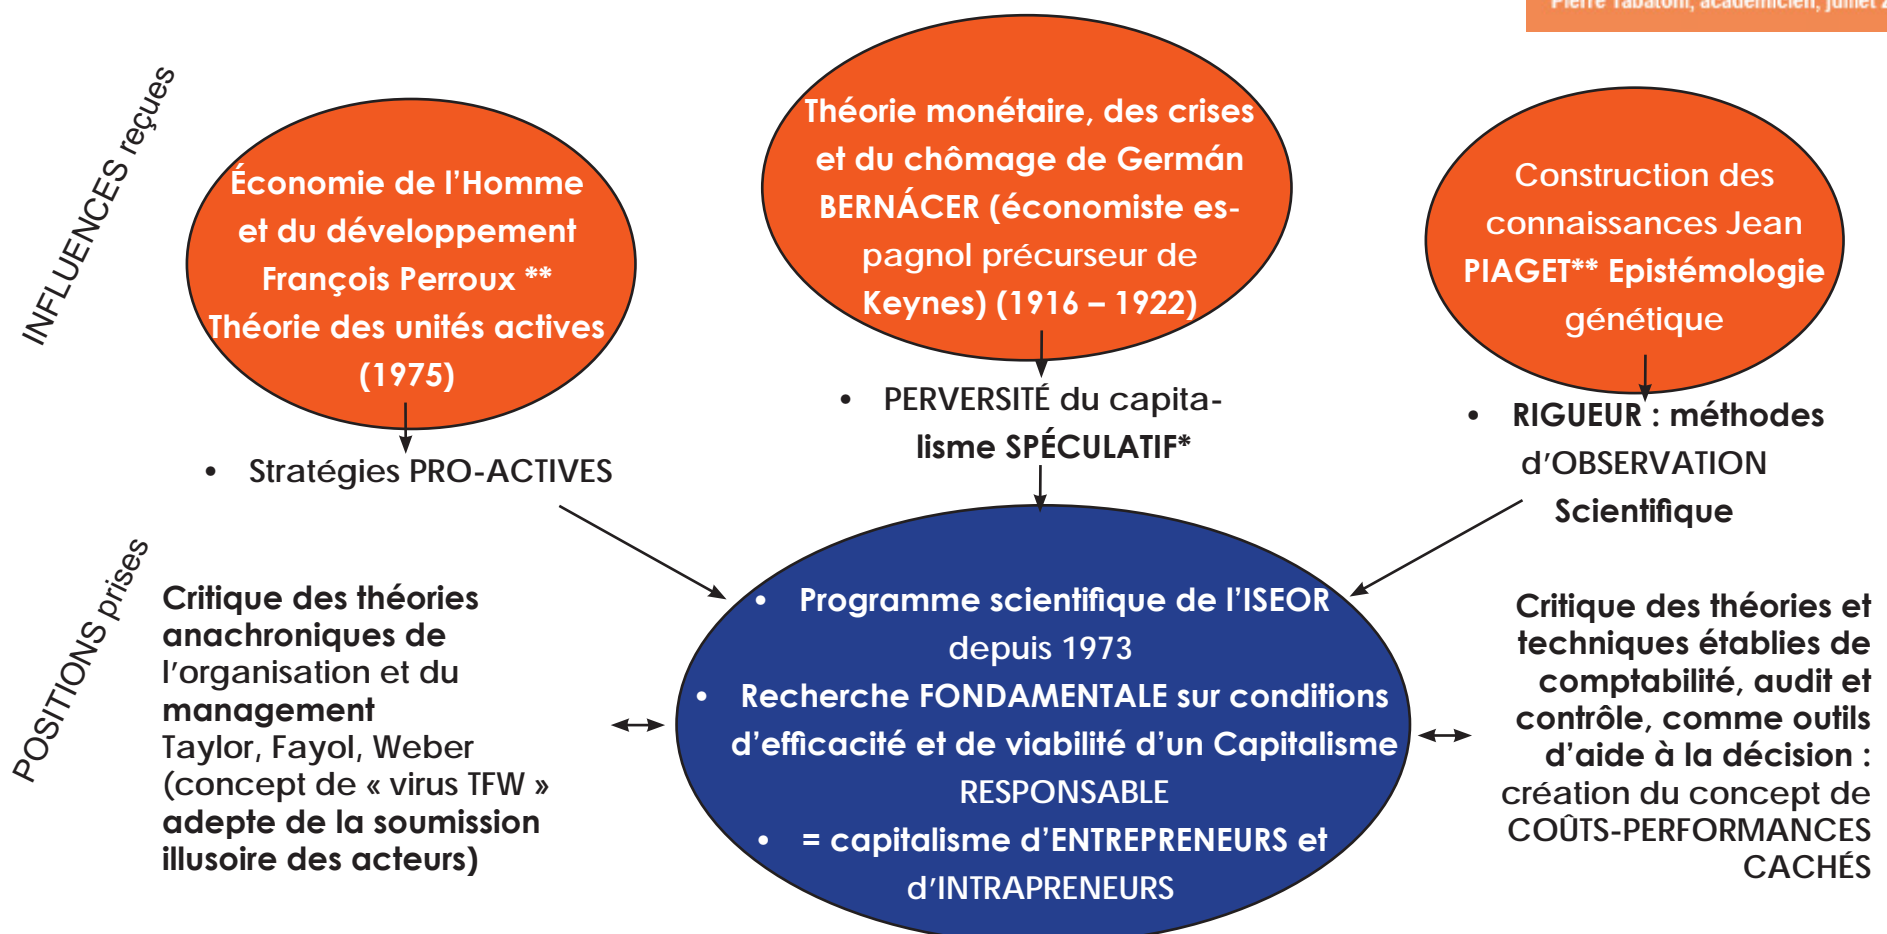 Pierre Tabatoni, académicien, juillet 2
INFLUENCES reçues
Économie de l'Homme
et du développement
François Perroux **
Théorie des unités actives
(1975)
Théorie monétaire, des crises
et du chômage de Germán
BERNÁCER (économiste es-
pagnol précurseur de
Keynes) (1916 – 1922)
Construction des
connaissances Jean
PIAGET** Epistémologie
génétique
• Stratégies PRO-ACTIVES
• PERVERSITÉ du capita-
lisme SPÉCULATIF*
• RIGUEUR : méthodes
d'OBSERVATION
Scientifique
POSITIONS prises
Critique des théories
anachroniques de
l'organisation et du
management
Taylor, Fayol, Weber
(concept de « virus TFW »
adepte de la soumission
illusoire des acteurs)
• Programme scientifique de l'ISEOR
depuis 1973
• Recherche FONDAMENTALE sur conditions
d'efficacité et de viabilité d'un Capitalisme
RESPONSABLE
• = capitalisme d'ENTREPRENEURS et
d'INTRAPRENEURS
Critique des théories et
techniques établies de
comptabilité, audit et
contrôle, comme outils
d'aide à la décision :
création du concept de
COÛTS-PERFORMANCES
CACHÉS